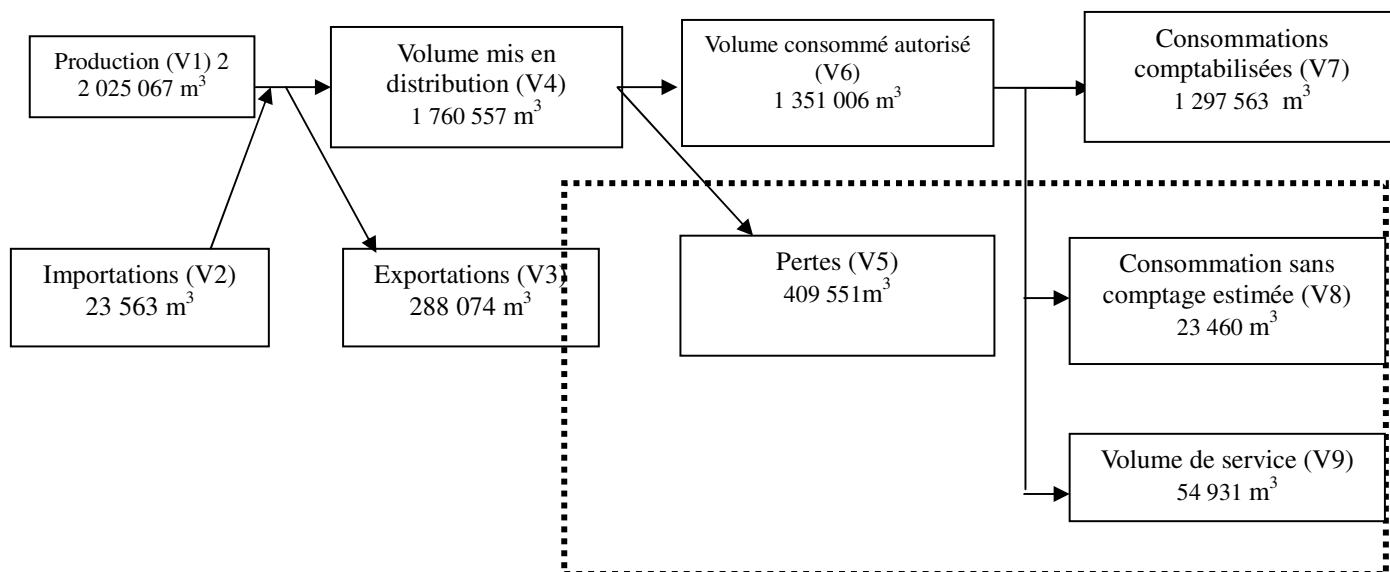 Production (V1) 2
2 025 067 m³
Volume mis en
distribution (V4)
1 760 557 m³
Volume consommé autorisé
(V6)
1 351 006 m³
Consommations
comptabilisées (V7)
1 297 563 m³
Importations (V2)
23 563 m³
Exportations (V3)
288 074 m³
Pertes (V5)
409 551m³
Consommation sans
comptage estimée (V8)
23 460 m³
Volume de service (V9)
54 931 m³